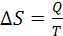 ΔS = Q/T